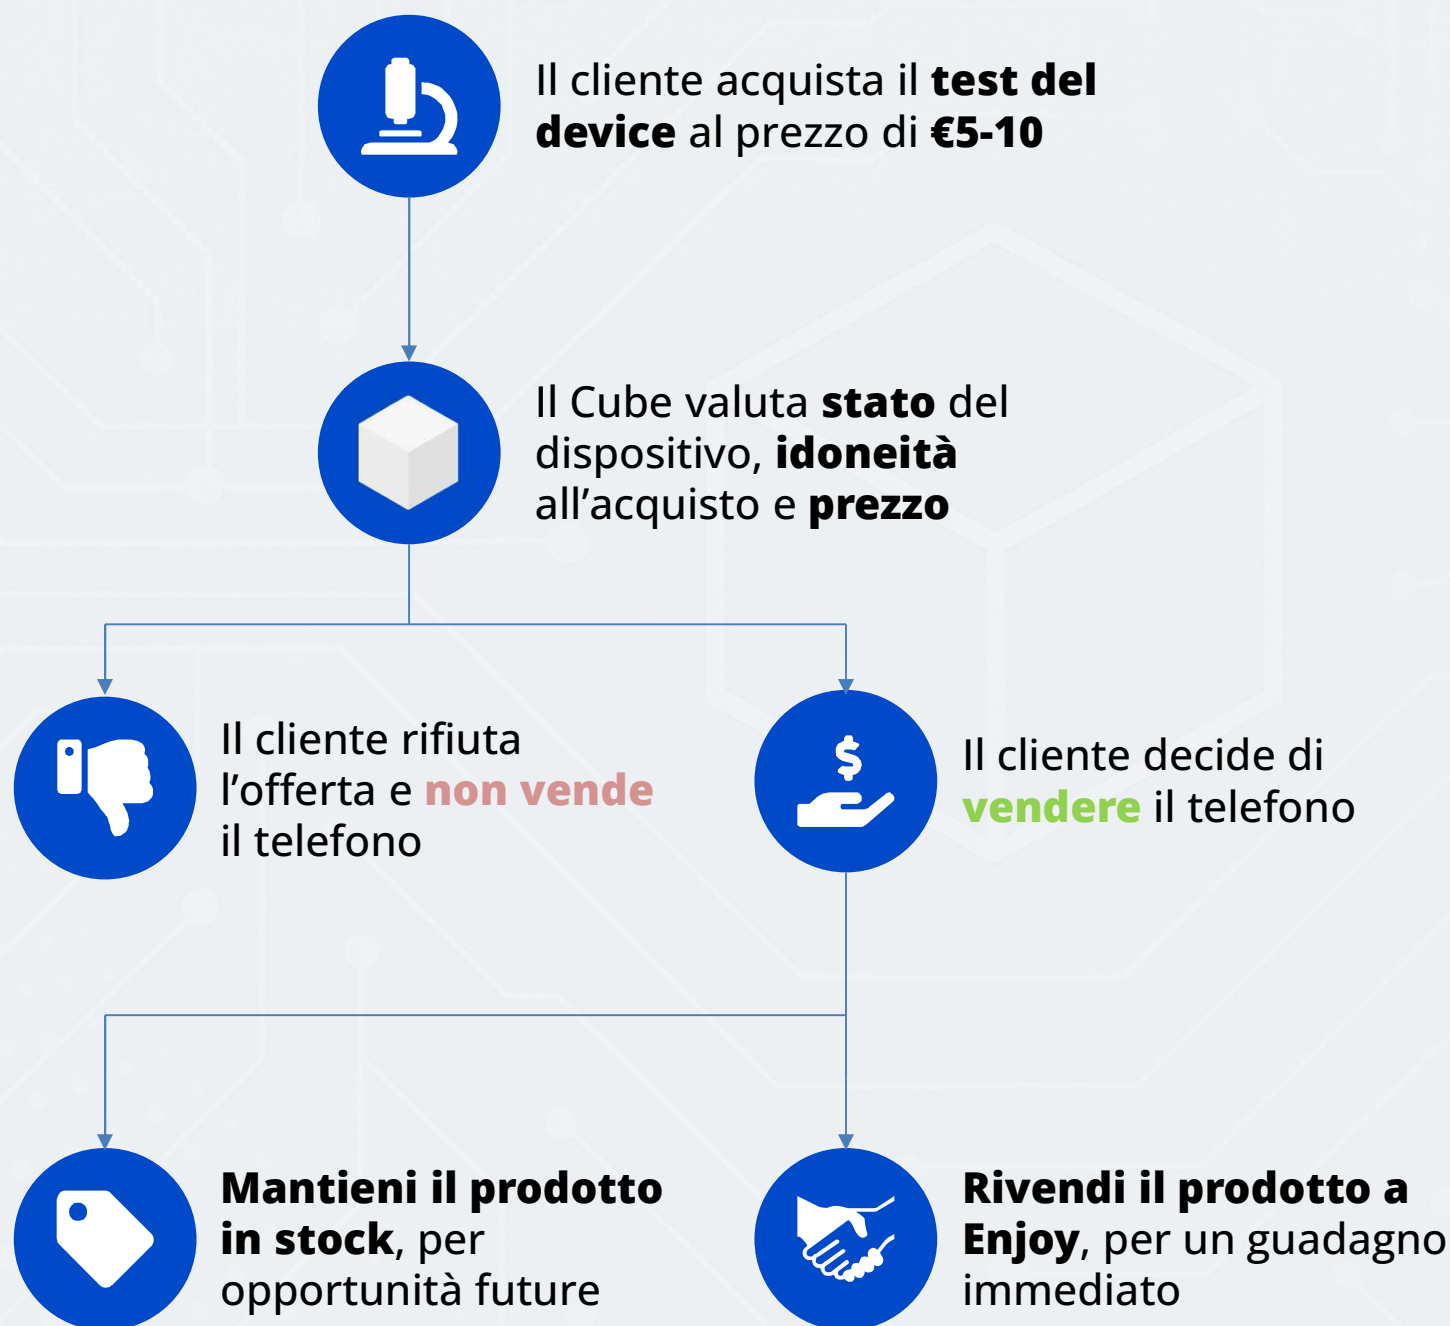 Il cliente acquista il test del
device al prezzo di €5-10
Il Cube valuta stato del
dispositivo, idoneità
all’acquisto e prezzo
Il cliente rifiuta
l’offerta e non vende
il telefono
Il cliente decide di
vendere il telefono
Mantieni il prodotto
in stock, per
opportunità future
Rivendi il prodotto a
Enjoy, per un guadagno
immediato